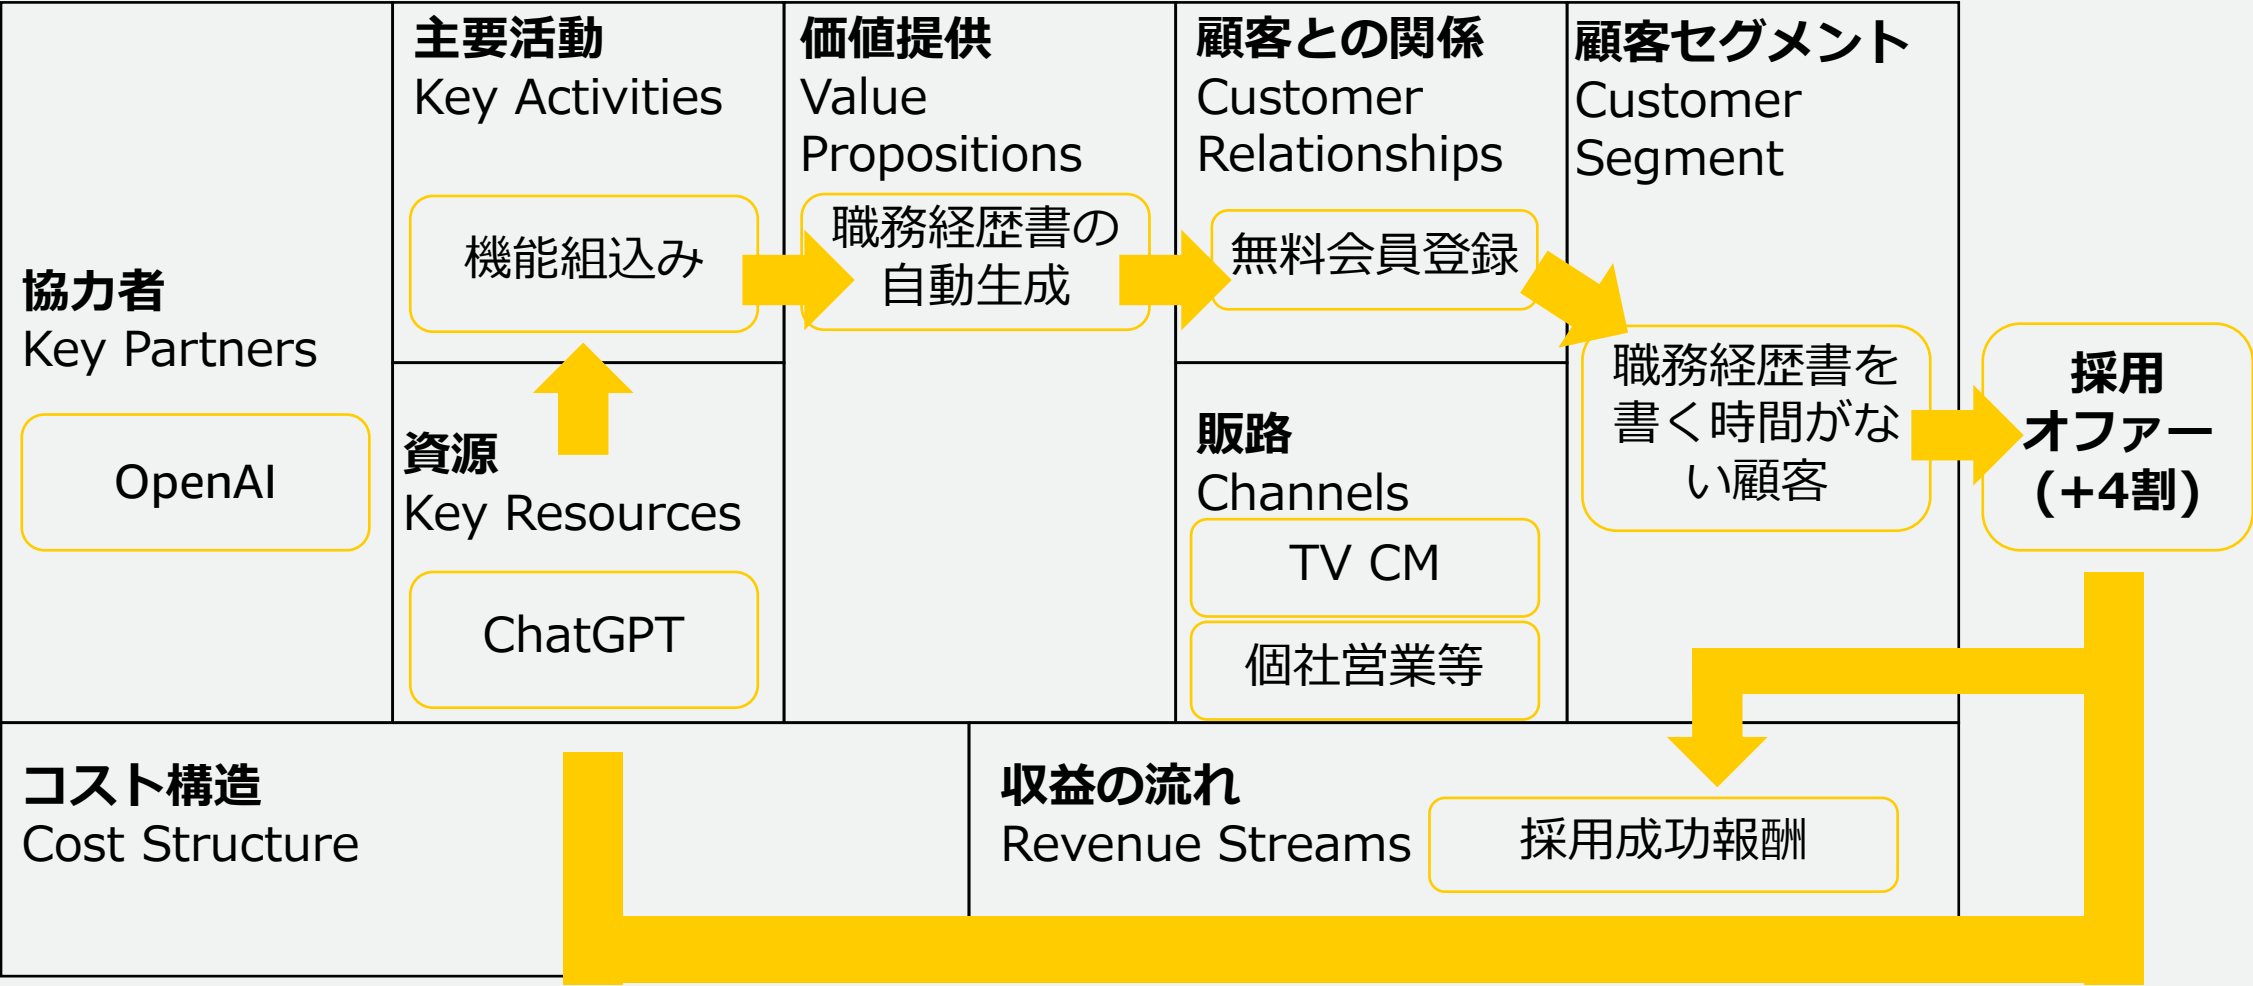 協力者
Key Partners
OpenAI
主要活動
Key Activities
機能組込み
資源
Key Resources
ChatGPT
価値提供
Value
Propositions
職務経歴書の
自動生成
顧客との関係
Customer
Relationships
無料会員登録
販路
Channels
TV CM
個社営業等
顧客セグメント
Customer
Segment
職務経歴書を
書く時間がな
い顧客
採用
オファー
(+4割)
コスト構造
Cost Structure
収益の流れ
Revenue Streams
採用成功報酬